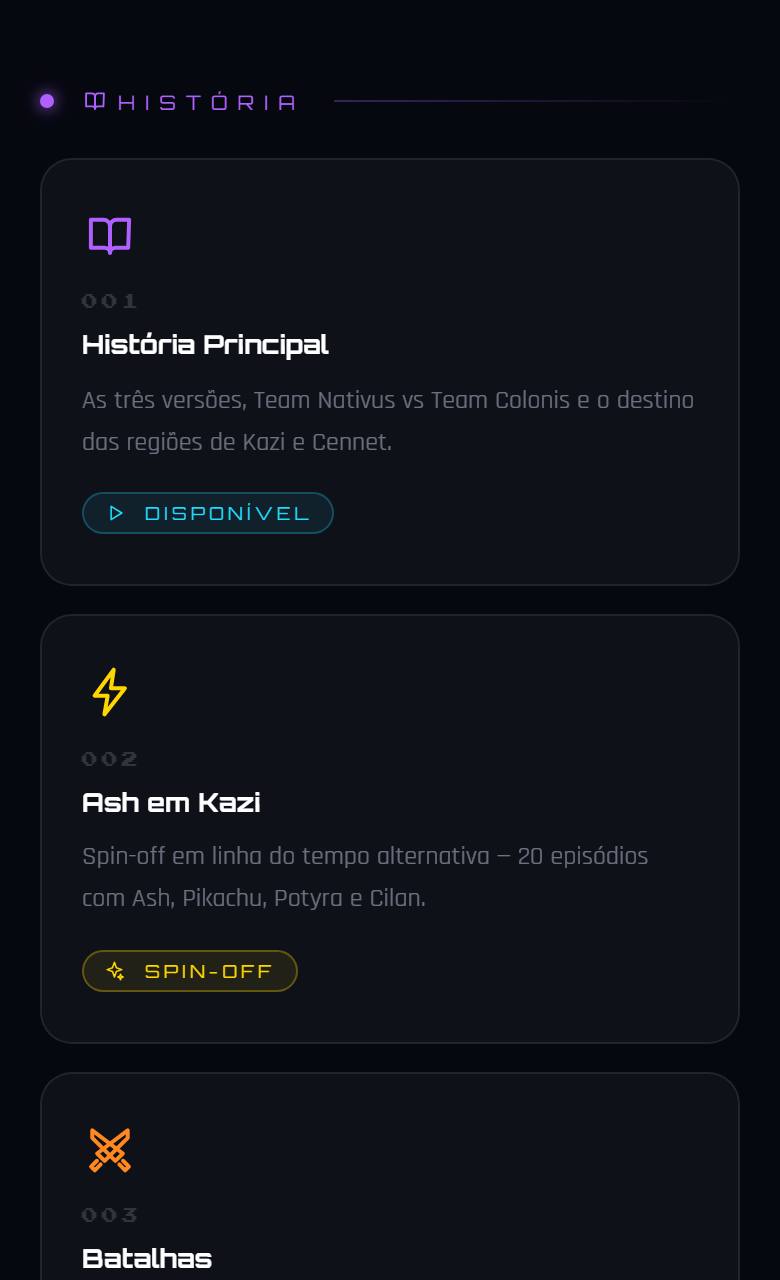 HISTÓRIA
001
História Principal
As três versões, Team Nativus vs Team Colonis e o destino
das regiões de Kazi e Cennet.
DISPONÍVEL
002
Ash em Kazi
Spin-off em linha do tempo alternativa — 20 episódios
com Ash, Pikachu, Potyra e Cilan.
SPIN-OFF
003
Batalhas